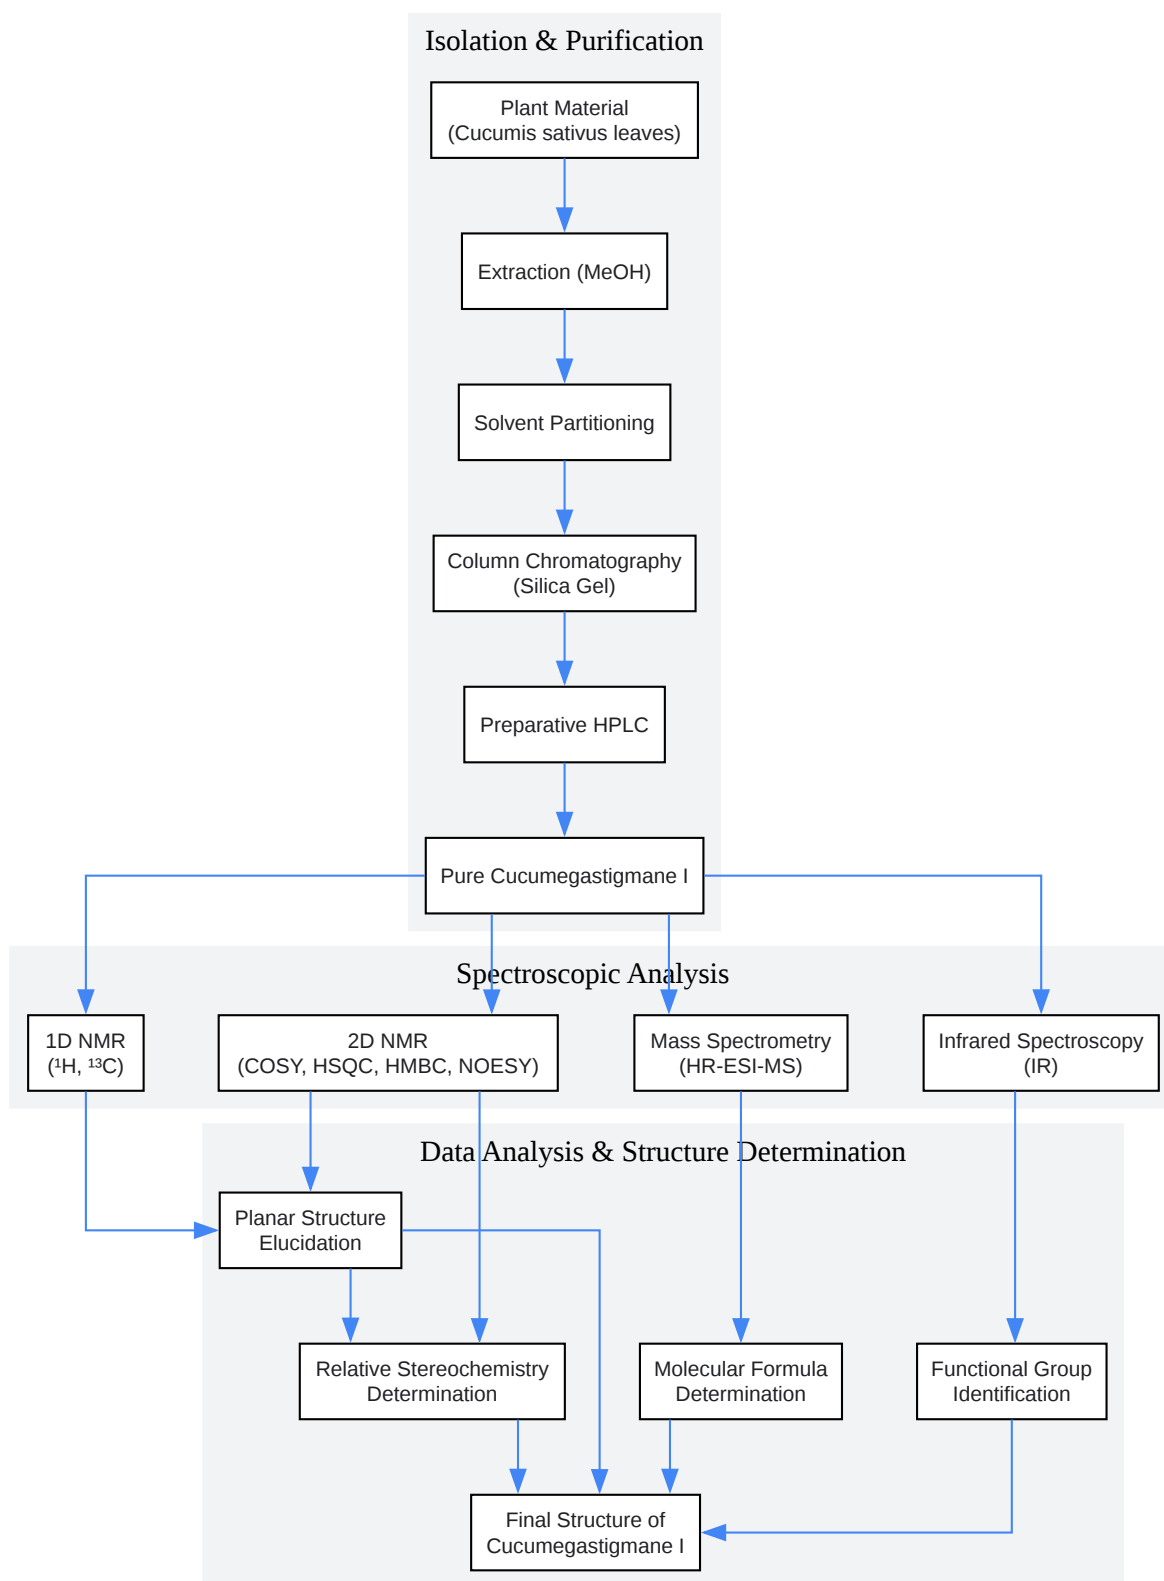 Isolation & Purification
Plant Material
(Cucumis sativus leaves)
Extraction (MeOH)
Solvent Partitioning
Column Chromatography
(Silica Gel)
Preparative HPLC
Pure Cucumegastigmane I
Spectroscopic Analysis
1D NMR
(¹H, ¹³C)
2D NMR
(COSY, HSQC, HMBC, NOESY)
Mass Spectrometry
(HR-ESI-MS)
Infrared Spectroscopy
(IR)
Data Analysis & Structure Determination
Planar Structure
Elucidation
Relative Stereochemistry
Determination
Molecular Formula
Determination
Functional Group
Identification
Final Structure of
Cucumegastigmane I